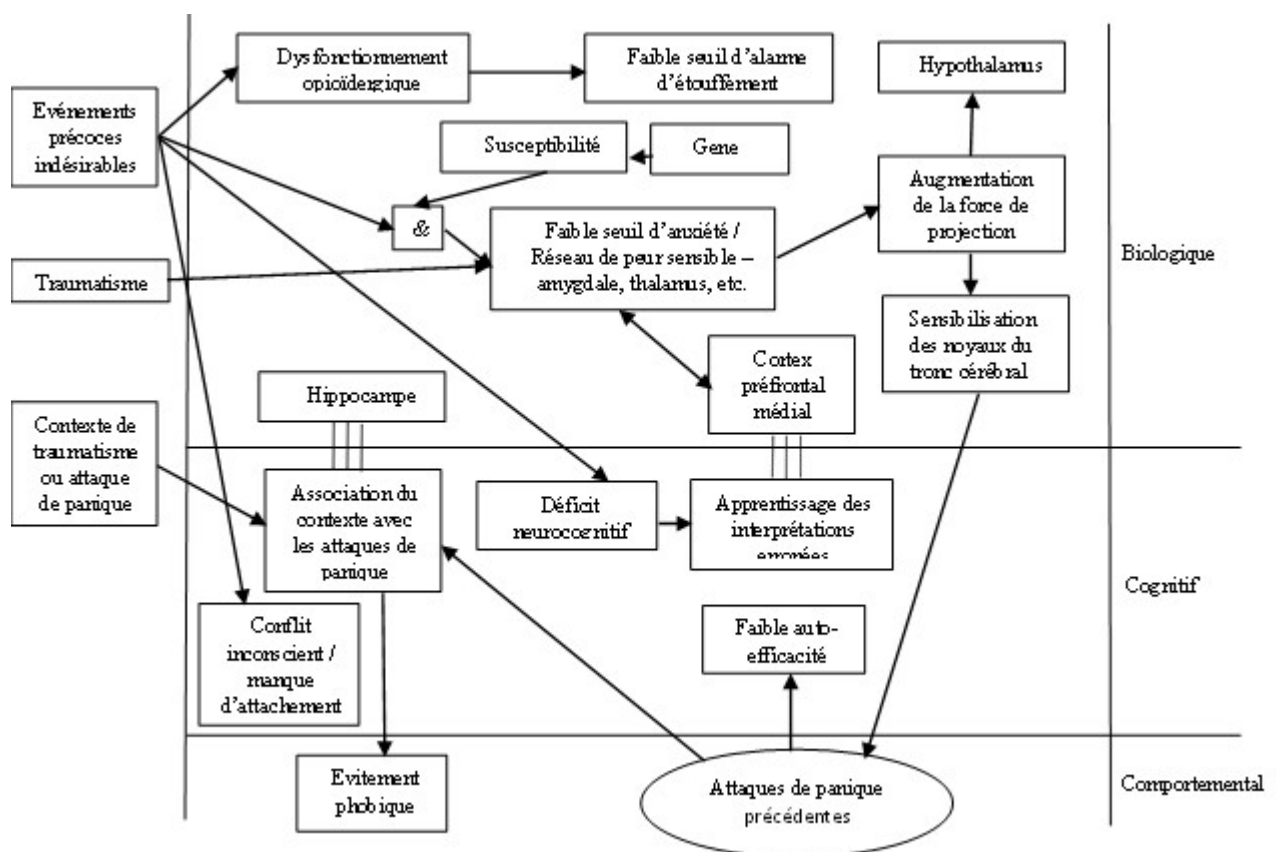 Dysfonctionnement
opioïdergique
Faible seuil d'alarme
d'étouffèment
Hypothalamus
Evénements
précoces
indésirables
Susceptibilité
Gene
Augmentation
de la force de
projection
&
Faible seuil d'anxiété /
Réseau de peur sensible –
amygdale, thalamus, etc.
Biologique
Traumatisme
Sensibilisation
des noyaux du
tronc cérébral
Cortex
préfrontal
médial
Hippocampe
Contexte de
traumatisme
ou attaque
de panique
Association du
contexte avec
les attaques de
panique
Déficit
neurocognitif
Apprentissage des
interprétations
erronées
Cognitif
Conflit
inconscient /
manque
d'attachement
Faible auto-
efficacité
Evitement
phobique
Attaques de panique
précédentes
Comportemental